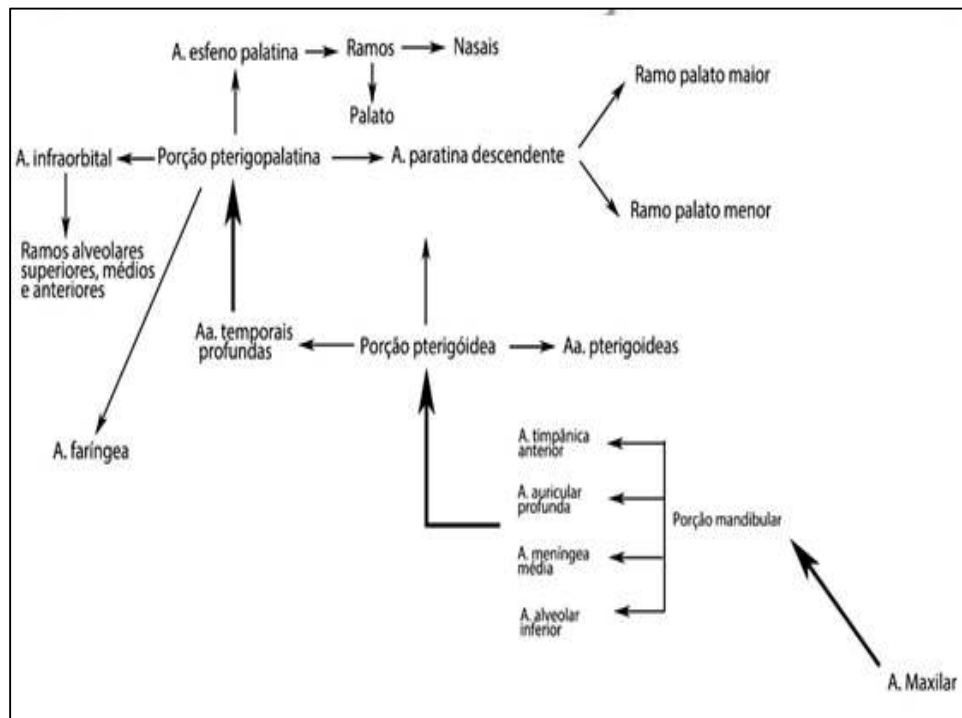 A. esfeno palatina
Ramos
Nasais
Ramo palato maior
Palato
A. infraorbital
Porção pterigopalatina
A. paratina descendente
Ramo palato menor
Ramos alveolares
superiores, médios
e anteriores
Aa. temporais
profundas
Porção pterigóidea
Aa. pterigoideas
A. faríngea
A. timpânica
anterior
A. auricular
profunda
Porção mandibular
A. meníngea
média
A. alveolar
inferior
A. Maxilar